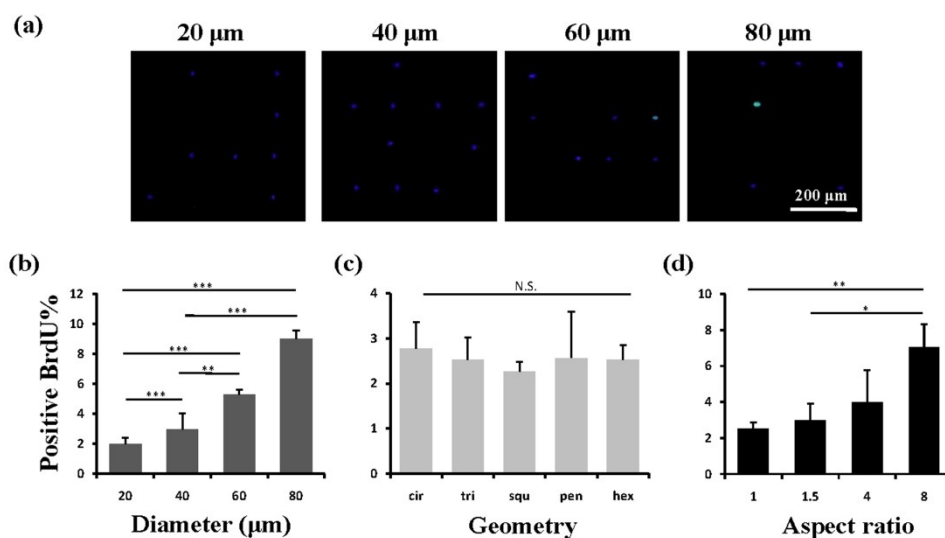 (a)
20 μm 40 μm 60 μm 80 μm
200 μm
(b)
Positive BrdU%
12
10
8
6
4
2
0
***
***
***
**
***
20 40 60 80
Diameter (μm)
(c)
4
3
2
1
0
N.S.
cir tri squ pen hex
Geometry
(d)
10
8
6
4
2
0
**
*
1 1.5 4 8
Aspect ratio